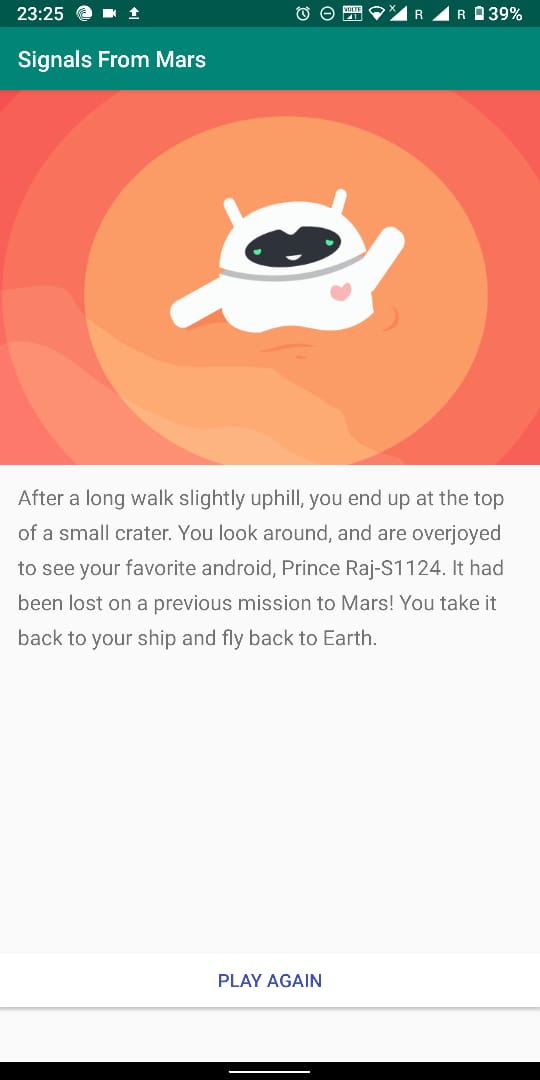 23:25 VOLTE R R 39%
Signals From Mars
After a long walk slightly uphill, you end up at the top
of a small crater. You look around, and are overjoyed
to see your favorite android, Prince Raj-S1124. It had
been lost on a previous mission to Mars! You take it
back to your ship and fly back to Earth.
PLAY AGAIN